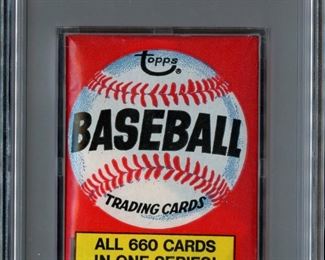 Topps®
BASEBALL
TRADING CARDS
ALL 660 CARDS
IN ONE SERIES!